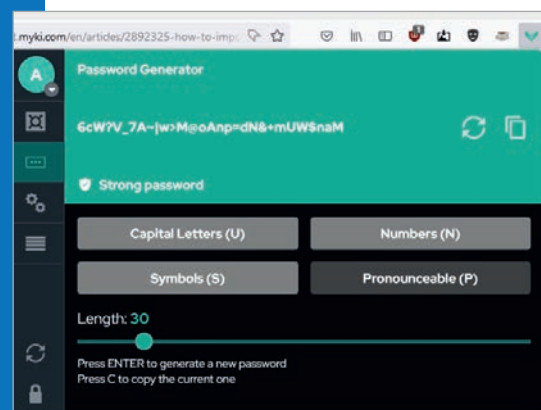 t.myki.com/en/articles/2892325-how-to-impo
A
Password Generator
6cW?V_7A~|w>M@oAnp=dN&+mUW$naM
Strong password
Capital Letters (U)
Numbers (N)
Symbols (S)
Pronounceable (P)
Length: 30
Press ENTER to generate a new password
Press C to copy the current one